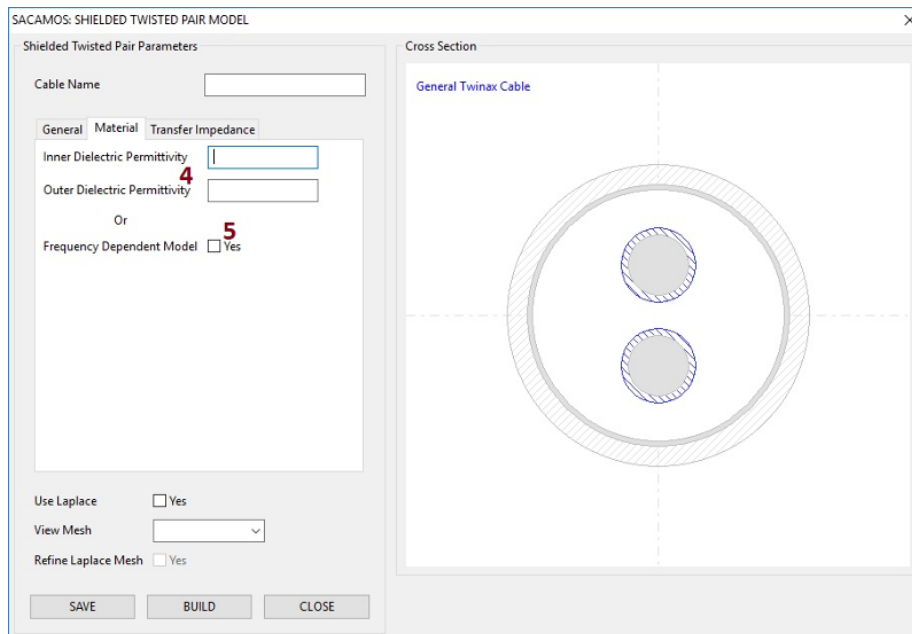 SACAMOS: SHIELDED TWISTED PAIR MODEL
Shielded Twisted Pair Parameters
Cable Name
General Material Transfer Impedance
Inner Dielectric Permittivity
4
Outer Dielectric Permittivity
Or
5
Frequency Dependent Model Yes
Use Laplace Yes
View Mesh
Refine Laplace Mesh Yes
SAVE BUILD CLOSE
Cross Section
General Twinax Cable